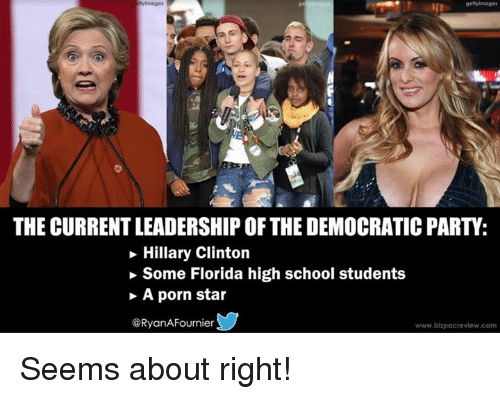 gettyimages
THE CURRENT LEADERSHIP OF THE DEMOCRATIC PARTY:
► Hillary Clinton
► Some Florida high school students
► A porn star
@RyanAFournier
www.bizpacreview.com
Seems about right!